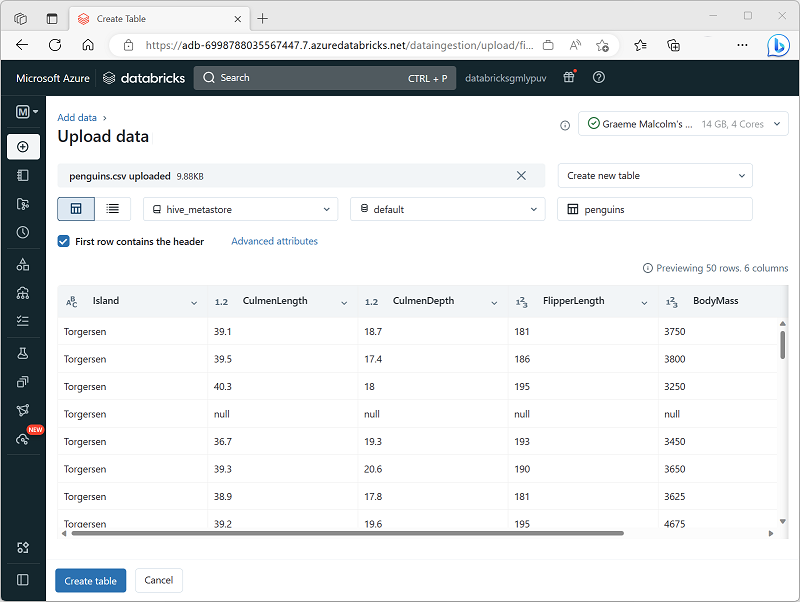 Create Table
https://adb-6998788035567447.7.azuredatabricks.net/dataingestion/upload/fi...
Microsoft Azure databricks Search CTRL + P databricksgmlypuv
M
Add data >
Upload data
Graeme Malcolm's ... 14 GB, 4 Cores
penguins.csv uploaded 9.88KB
Create new table
hive_metastore default penguins
First row contains the header Advanced attributes
Previewing 50 rows, 6 columns
ABC Island 1.2 CulmenLength 1.2 CulmenDepth 123 FlipperLength 123 BodyMass
Torgersen 39.1 18.7 181 3750
Torgersen 39.5 17.4 186 3800
Torgersen 40.3 18 195 3250
Torgersen null null null null
Torgersen 36.7 19.3 193 3450
Torgersen 39.3 20.6 190 3650
Torgersen 38.9 17.8 181 3625
Torgersen 39.2 19.6 195 4675
NEW
Create table Cancel